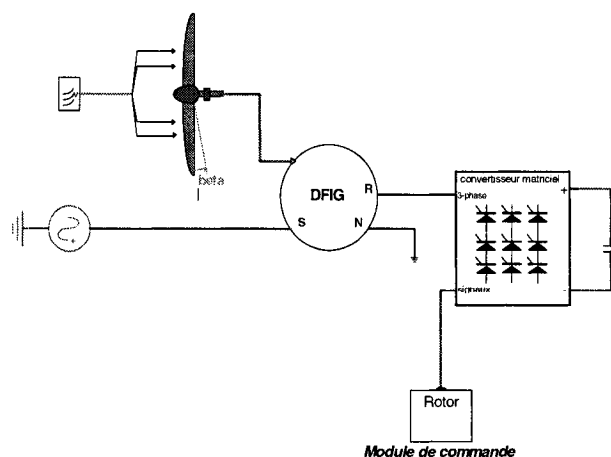 beta
DFIG
R
S
N
convertisseur matriciel
3-phase
+
signaux
-
Rotor
Module de commande